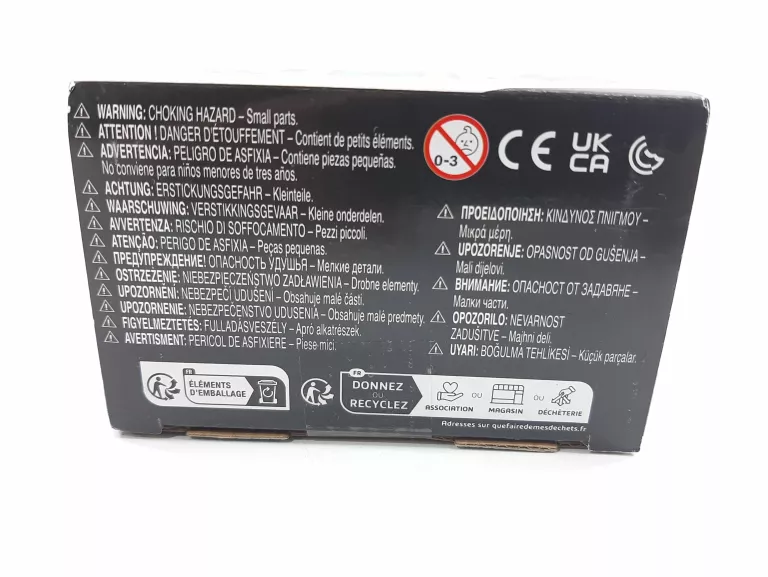 WARNING: CHOKING HAZARD – Small parts.
ATTENTION ! DANGER D'ÉTOUFFEMENT – Contient de petits éléments.
ADVERTENCIA: PELIGRO DE ASFIXIA – Contiene piezas pequeñas.
No conviene para niños menores de tres años.
ACHTUNG: ERSTICKUNGSGEFAHR – Kleinteile.
WAARSCHUWING: VERSTIKKINGSGEVAAR – Kleine onderdelen.
AVVERTENZA: RISCHIO DI SOFFOCAMENTO – Pezzi piccoli.
ATENÇÃO: PERIGO DE ASFIXIA – Peças pequenas.
ПРЕДУПРЕЖДЕНИЕ! ОПАСНОСТЬ УДУШЬЯ – Мелкие детали.
OSTRZEŻENIE: NIEBEZPIECZEŃSTWO ZADŁAWIENIA – Drobne elementy.
UPOZORNĚNÍ: NEBEZPEČÍ UDUŠENÍ – Obsahuje malé části.
UPOZORNENIE: NEBEZPEČENSTVO UDUSENIA – Obsahuje malé predmety.
FIGYELMEZTETÉS: FULLADÁSVESZÉLY – Apró alkatrészek.
AVERTISMENT: PERICOL DE ASFIXIERE – Piese mici.
0-3
CE
UK
CA
ΠΡΟΕΙΔΟΠΟΙΗΣΗ: ΚΙΝΔΥΝΟΣ ΠΝΙΓΜΟΥ –
Μικρά μέρη.
UPOZORENJE: OPASNOST OD GUŠENJA –
Mali dijelovi.
ВНИМАНИЕ: ОПАСНОСТ ОТ ЗАДАВЯНЕ –
Малки части.
OPOZORILO: NEVARNOST
ZADUŠITVE – Majhni deli.
UYARI: BOĞULMA TEHLİKESİ – Küçük parçalar.
FR
ÉLÉMENTS
D'EMBALLAGE
FR
DONNEZ
OU
RECYCLEZ
ASSOCIATION
OU
MAGASIN
OU
DÉCHÈTERIE
Adresses sur quefairedemesdechets.fr